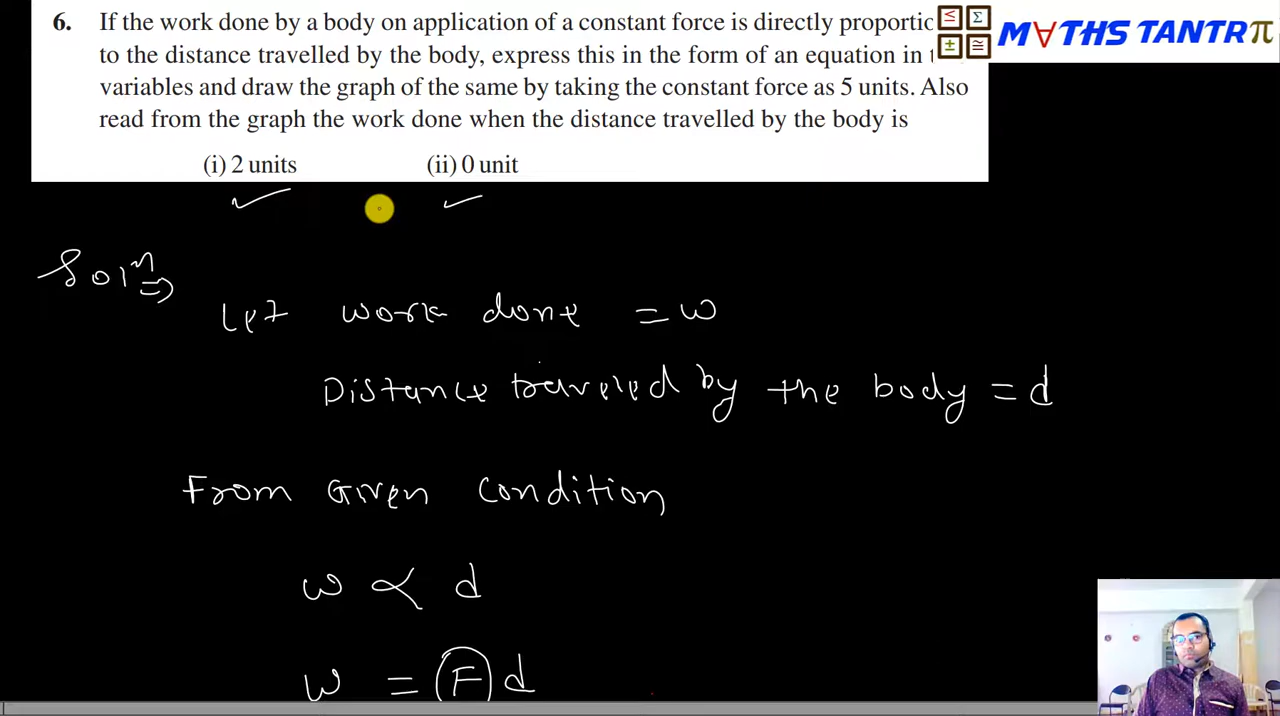 6. If the work done by a body on application of a constant force is directly proportio
to the distance travelled by the body, express this in the form of an equation in t
variables and draw the graph of the same by taking the constant force as 5 units. Also
read from the graph the work done when the distance travelled by the body is
(i) 2 units (ii) 0 unit
≤ Σ ± ≅ M∀THS TANTRπ
Solⁿ ⇒
Let work done = w
Distance traveled by the body = d
From Given Condition
w ∝ d
w = F d